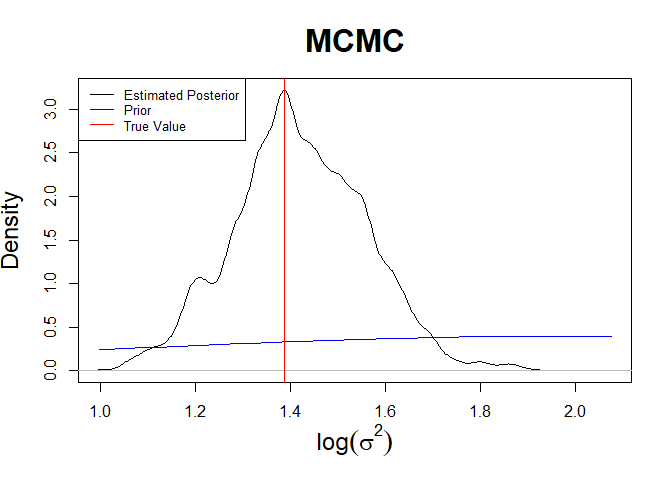 MCMC
Estimated Posterior
Prior
True Value
Density
3.0
2.5
2.0
1.5
1.0
0.5
0.0
1.0 1.2 1.4 1.6 1.8 2.0
log(σ²)